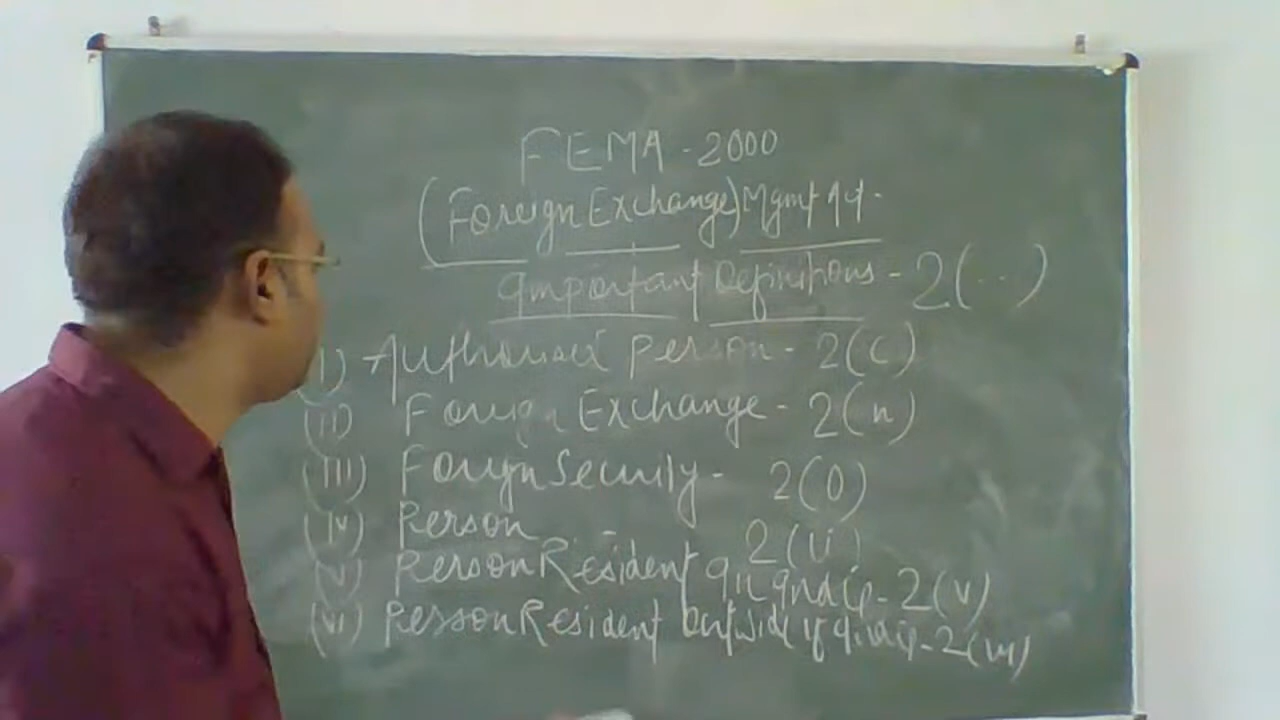 FEMA - 2000
(Foreign Exchange) Mgmt Act.
Important Definitions - 2(...)
(I) Authorised person - 2(c)
(II) Foreign Exchange - 2(n)
(III) Foreign Security - 2(O)
(IV) Person - 2(U)
(V) Person Resident in India - 2(V)
(VI) Person Resident Outside of India - 2(VI)